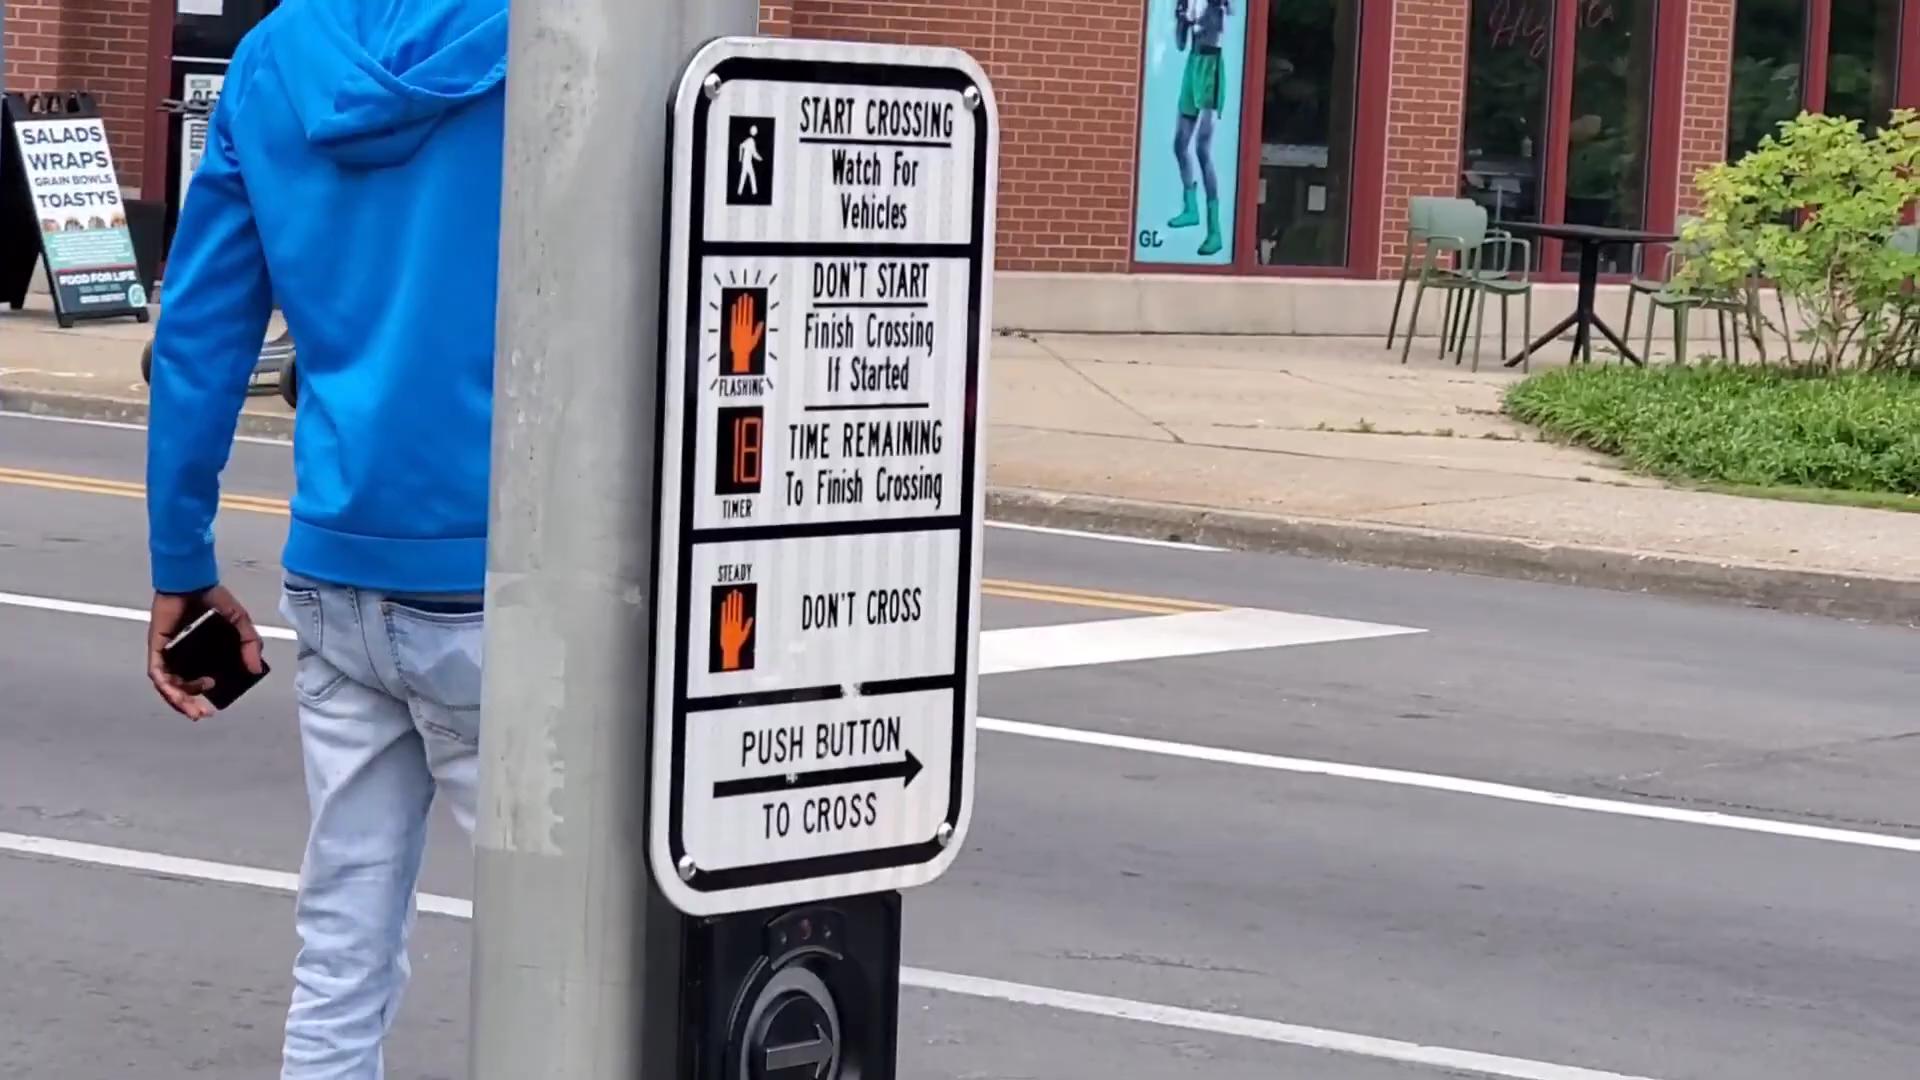 SALADS
WRAPS
GRAIN BOWLS
TOASTYS
FOOD FOR LIFE
START CROSSING
Watch For
Vehicles
DON'T START
Finish Crossing
If Started
FLASHING
18
TIMER
TIME REMAINING
To Finish Crossing
STEADY
DON'T CROSS
PUSH BUTTON
TO CROSS
GL